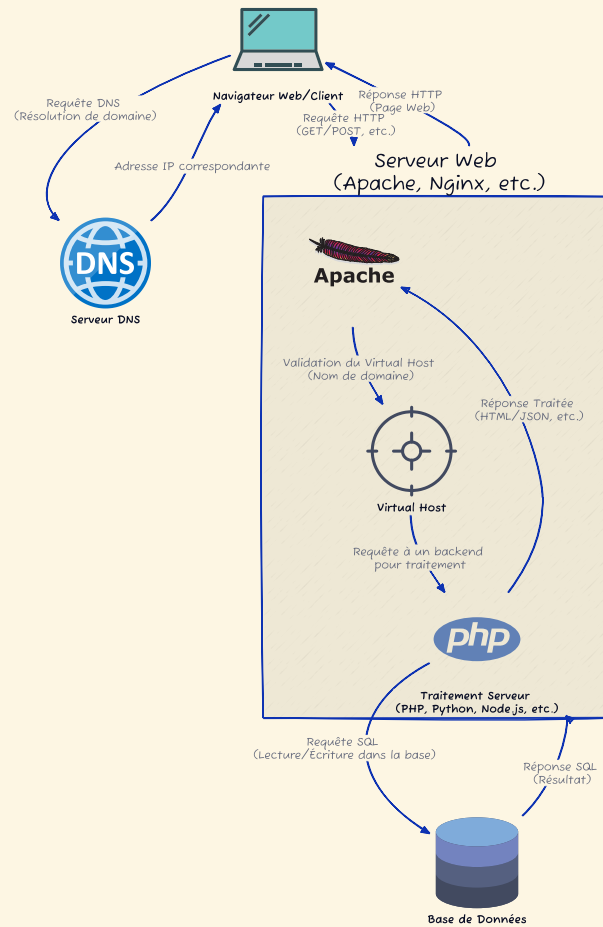 Navigateur Web/Client
Requête DNS
(Résolution de domaine)
Réponse HTTP
(Page Web)
Requête HTTP
(GET/POST, etc.)
Adresse IP correspondante
Serveur Web
(Apache, Nginx, etc.)
DNS
Serveur DNS
Apache
Validation du Virtual Host
(Nom de domaine)
Réponse Traitée
(HTML/JSON, etc.)
Virtual Host
Requête à un backend
pour traitement
php
Traitement Serveur
(PHP, Python, Node.js, etc.)
Requête SQL
(Lecture/Écriture dans la base)
Réponse SQL
(Résultat)
Base de Données